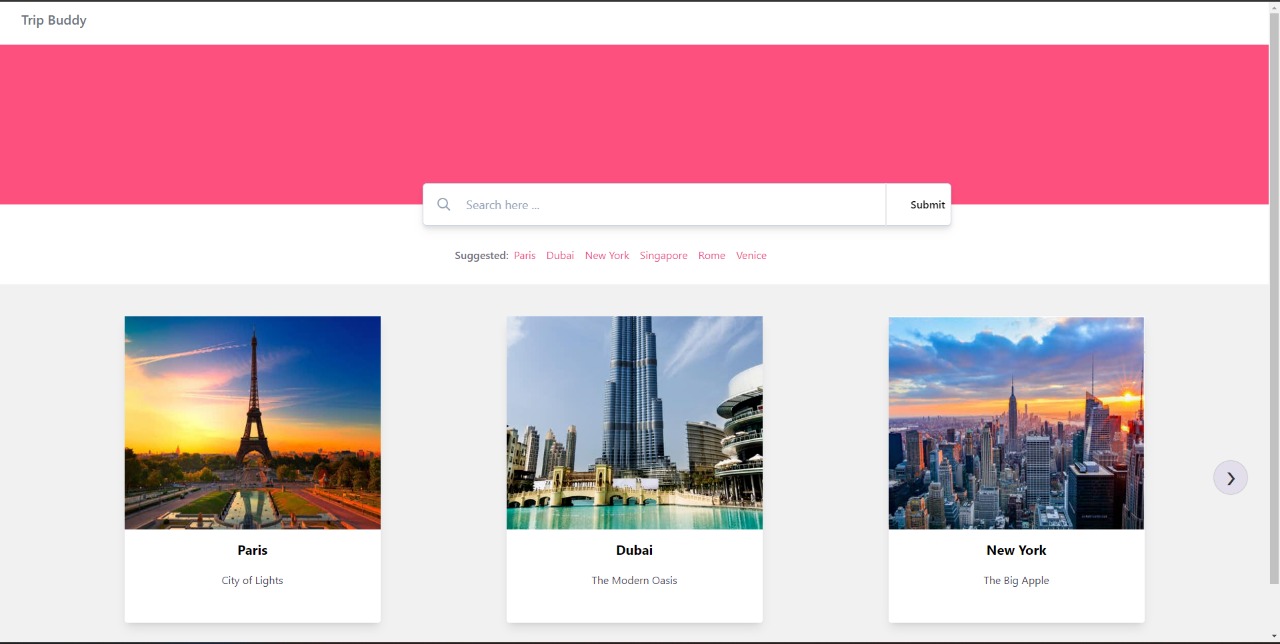 Trip Buddy
Search here ...
Submit
Suggested: Paris Dubai New York Singapore Rome Venice
Paris
Dubai
New York
City of Lights
The Modern Oasis
The Big Apple